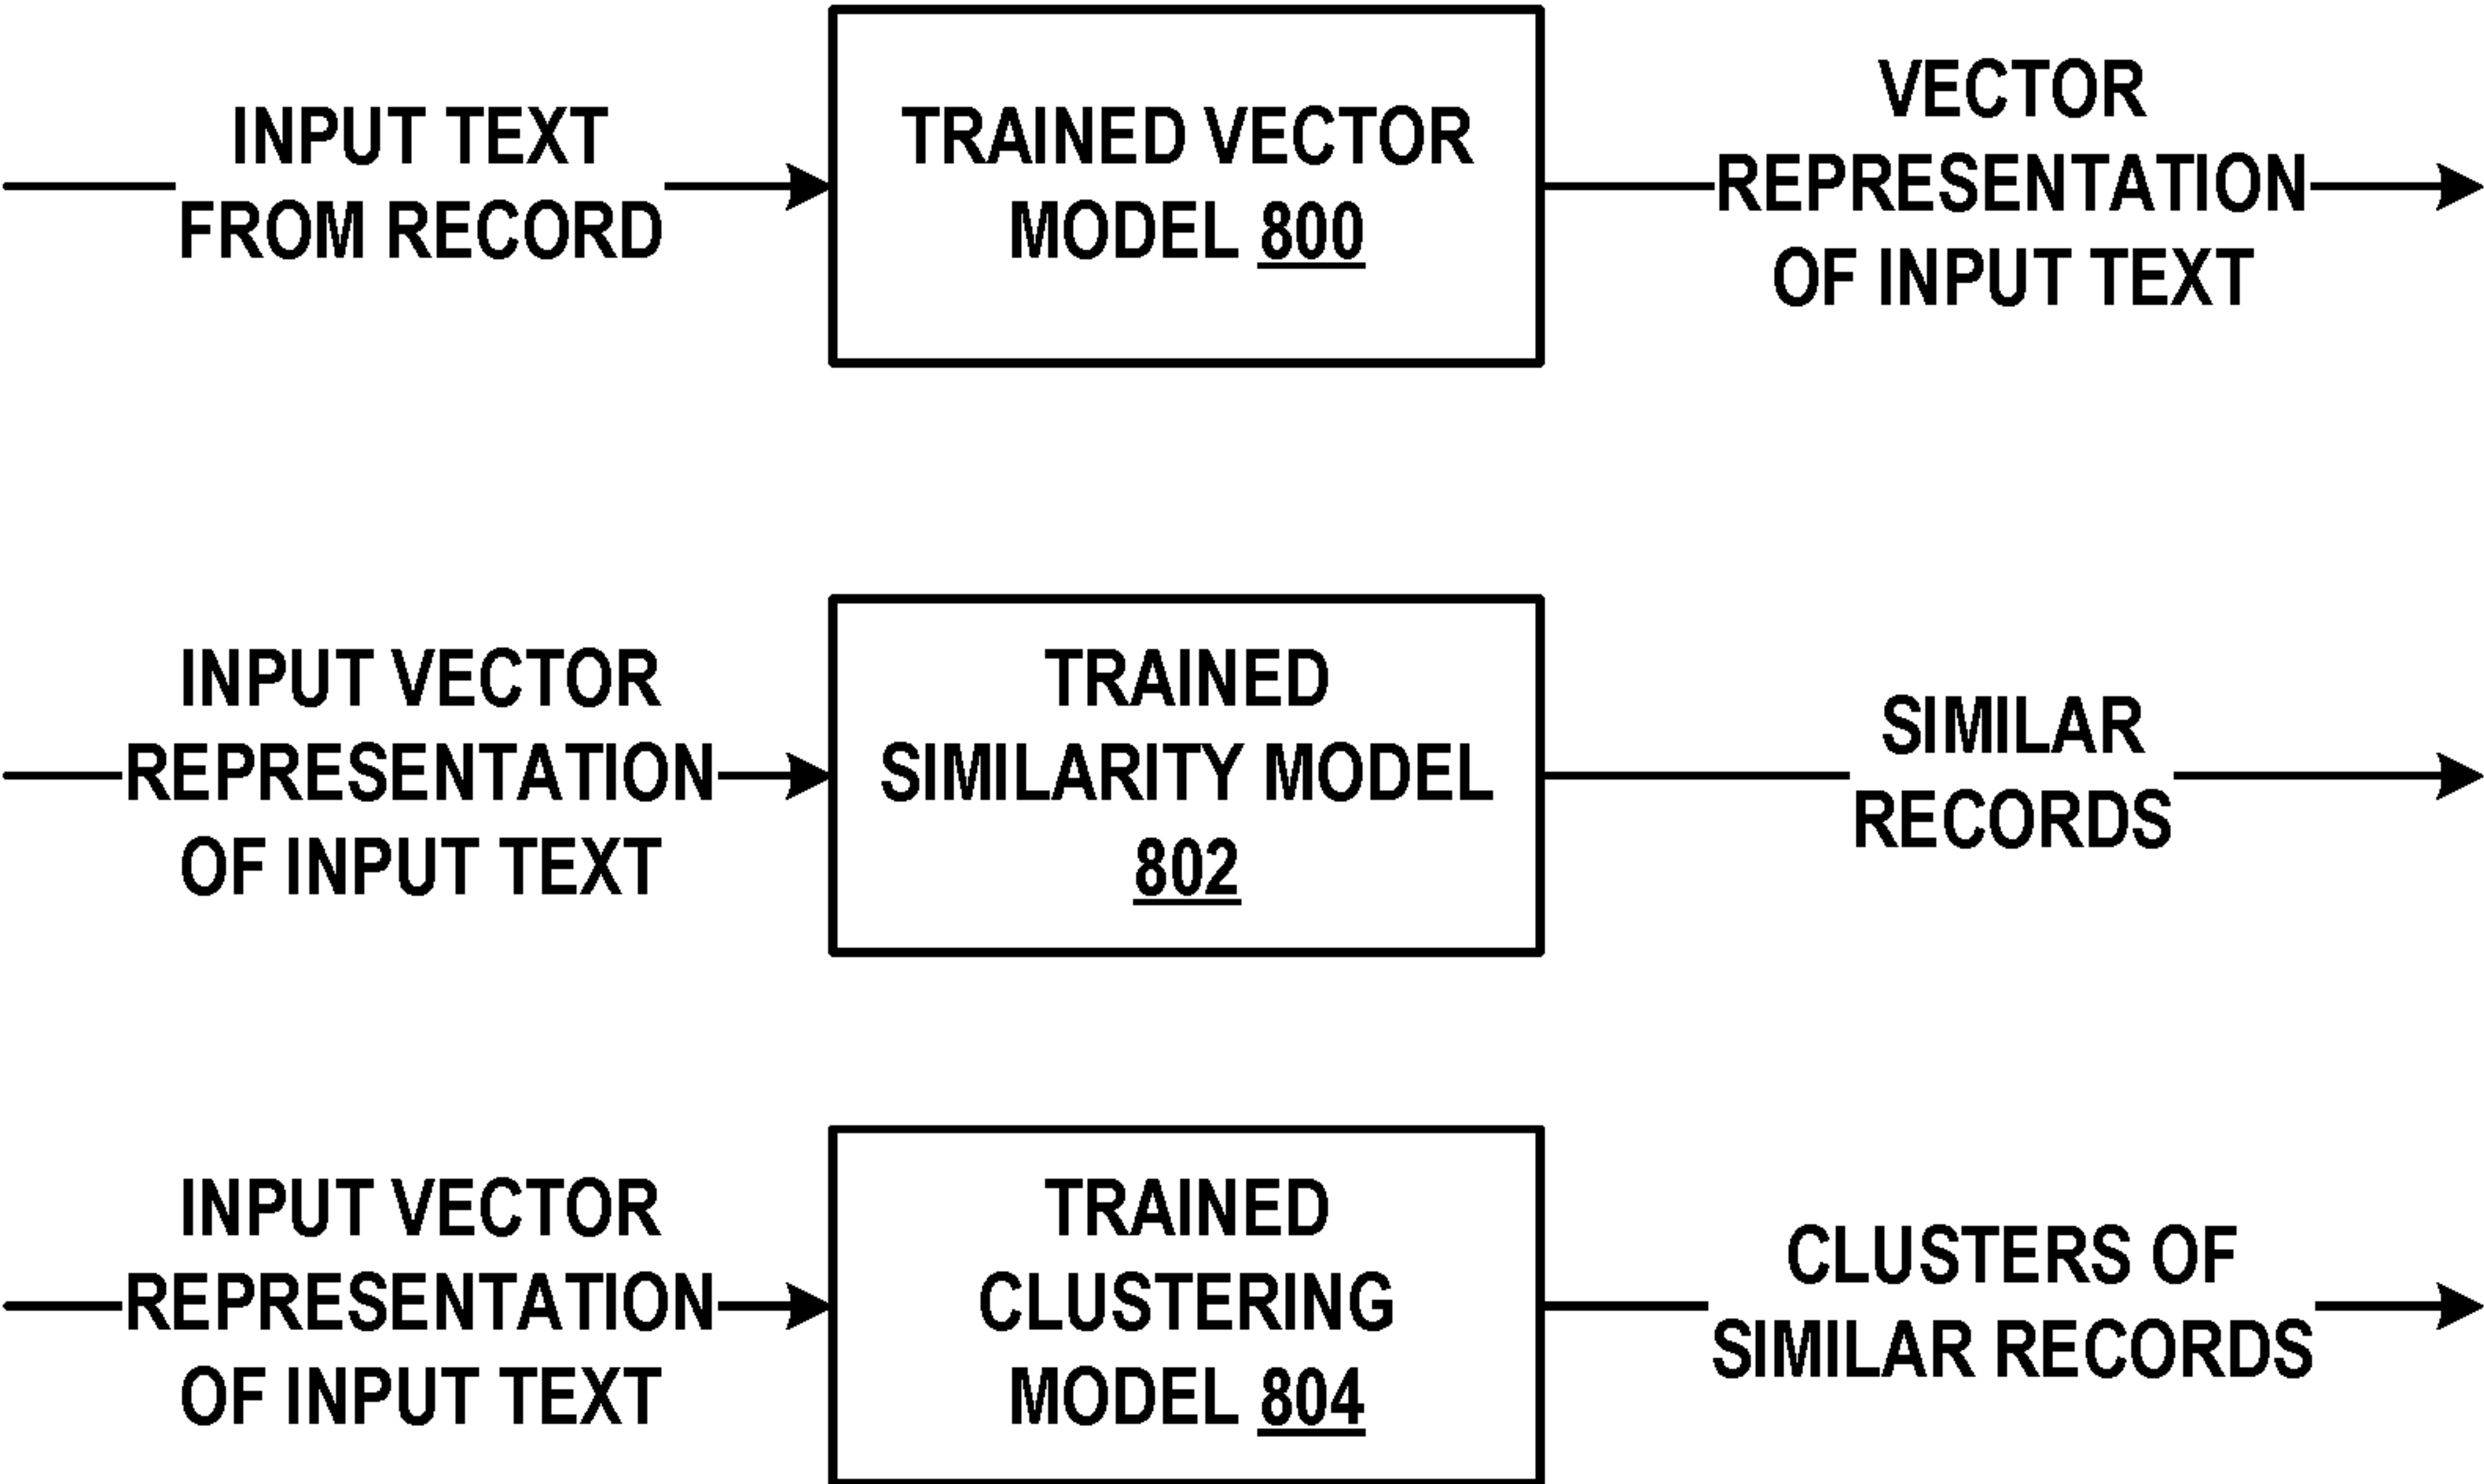 INPUT TEXT
FROM RECORD
TRAINED VECTOR
MODEL 800
VECTOR
REPRESENTATION
OF INPUT TEXT
INPUT VECTOR
REPRESENTATION
OF INPUT TEXT
TRAINED
SIMILARITY MODEL
802
SIMILAR
RECORDS
INPUT VECTOR
REPRESENTATION
OF INPUT TEXT
TRAINED
CLUSTERING
MODEL 804
CLUSTERS OF
SIMILAR RECORDS